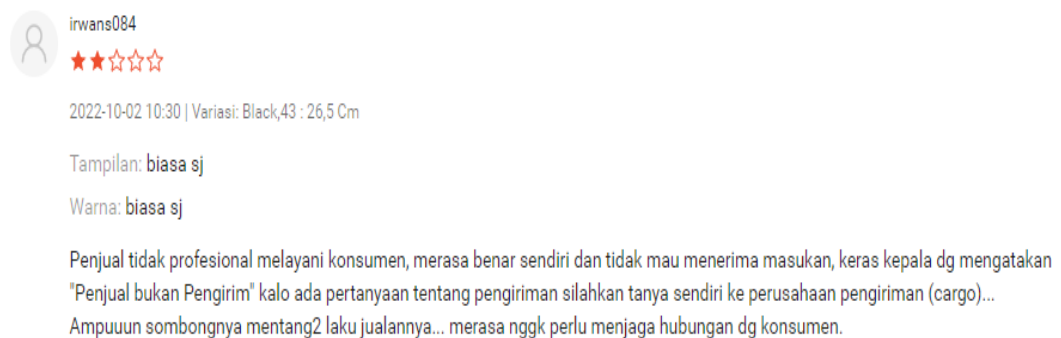 irwans084
2022-10-02 10:30 | Variasi: Black,43 : 26,5 Cm
Tampilan: biasa sj
Warna: biasa sj
Penjual tidak profesional melayani konsumen, merasa benar sendiri dan tidak mau menerima masukan, keras kepala dg mengatakan
"Penjual bukan Pengirim" kalo ada pertanyaan tentang pengiriman silahkan tanya sendiri ke perusahaan pengiriman (cargo)...
Ampuuun sombongnya mentang2 laku jualannya... merasa nggk perlu menjaga hubungan dg konsumen.